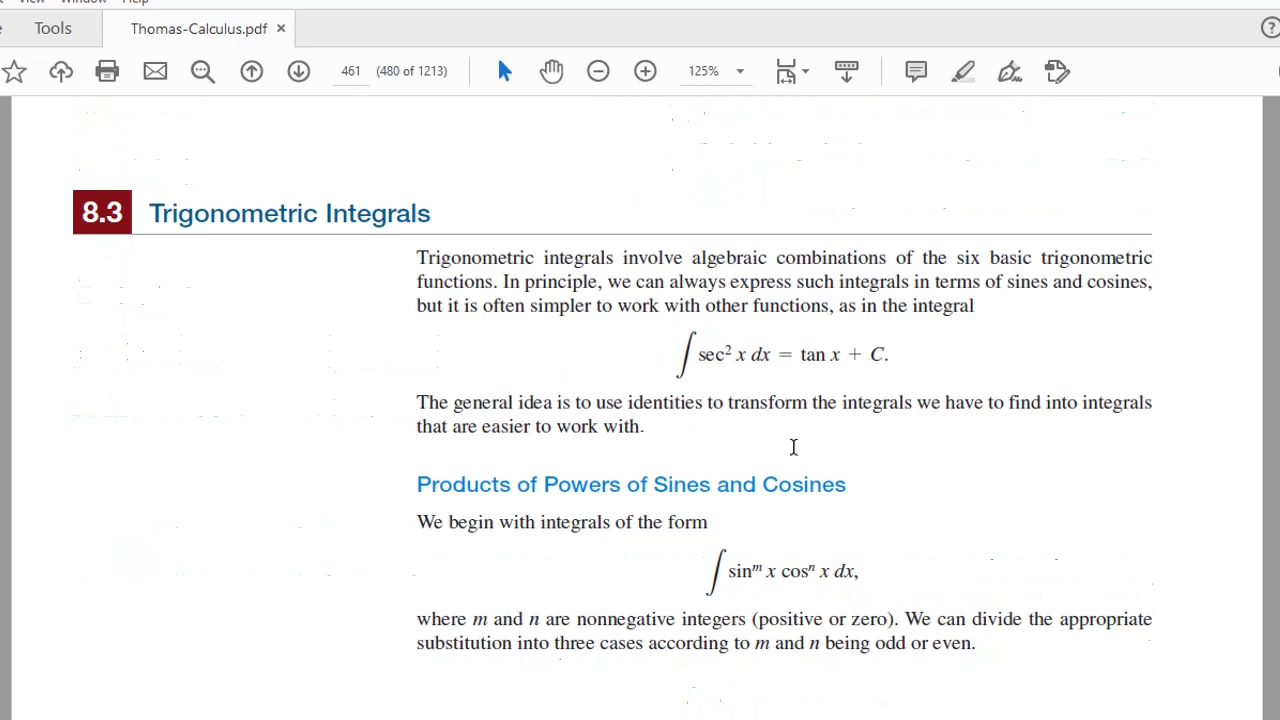 View Window Help
Tools
Thomas-Calculus.pdf ×
461 (480 of 1213) 125%
8.3 Trigonometric Integrals
Trigonometric integrals involve algebraic combinations of the six basic trigonometric
functions. In principle, we can always express such integrals in terms of sines and cosines,
but it is often simpler to work with other functions, as in the integral
∫ sec² x dx = tan x + C.
The general idea is to use identities to transform the integrals we have to find into integrals
that are easier to work with.
Products of Powers of Sines and Cosines
We begin with integrals of the form
∫ sinᵐ x cosⁿ x dx,
where m and n are nonnegative integers (positive or zero). We can divide the appropriate
substitution into three cases according to m and n being odd or even.